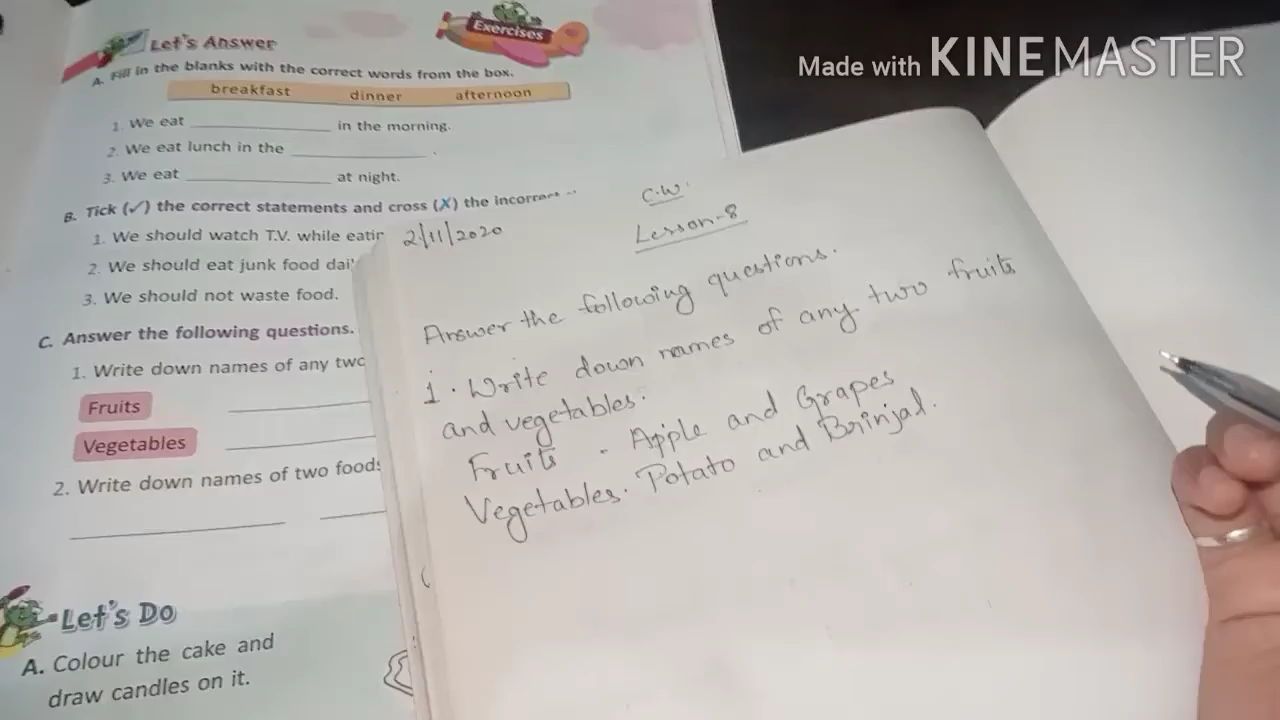 Made with KINEMASTER
Exercises
Let's Answer
A. Fill in the blanks with the correct words from the box.
breakfast dinner afternoon
1. We eat ______________ in the morning.
2. We eat lunch in the ______________ .
3. We eat ______________ at night.
B. Tick (✓) the correct statements and cross (✗) the
1. We should watch T.V. while
2. We should eat junk food
3. We should not waste food.
C. Answer the following questions.
1. Write down names of any two
Fruits
Vegetables
2. Write down names of two
Let's Do
A. Colour the cake and
draw candles on it.
2/11/2020
C.W.
Lesson-8
Answer the following questions.
1. Write down names of any two fruits
and vegetables.
Fruits - Apple and Grapes
Vegetables. Potato and Brinjal.